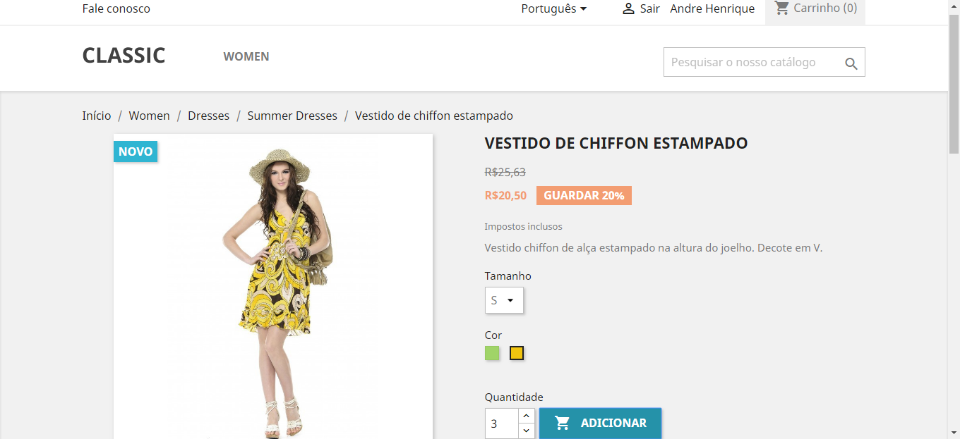 Fale conosco
Português
Sair Andre Henrique
Carrinho (0)
CLASSIC
WOMEN
Pesquisar o nosso catálogo
Início / Women / Dresses / Summer Dresses / Vestido de chiffon estampado
NOVO
VESTIDO DE CHIFFON ESTAMPADO
R$25,63
R$20,50 GUARDAR 20%
Impostos inclusos
Vestido chiffon de alça estampado na altura do joelho. Decote em V.
Tamanho
S
Cor
Quantidade
3
ADICIONAR